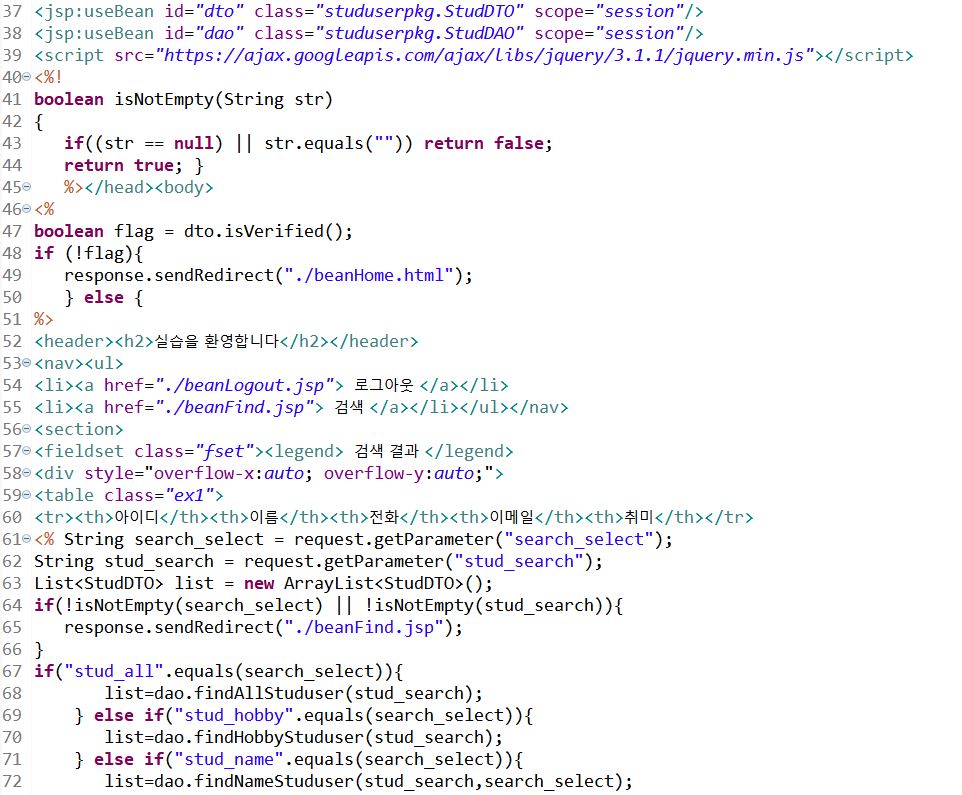 37 <jsp:useBean id="dto" class="studuserpkg.StudDTO" scope="session"/>
38 <jsp:useBean id="dao" class="studuserpkg.StudDAO" scope="session"/>
39 <script src="https://ajax.googleapis.com/ajax/libs/jquery/3.1.1/jquery.min.js"></script>
40 <%!
41 boolean isNotEmpty(String str)
42 {
43    if((str == null) || str.equals("")) return false;
44    return true; }
45    %></head><body>
46 <%
47 boolean flag = dto.isVerified();
48 if (!flag){
49    response.sendRedirect("./beanHome.html");
50    } else {
51 %>
52 <header><h2>실습을 환영합니다</h2></header>
53 <nav><ul>
54 <li><a href="./beanLogout.jsp"> 로그아웃 </a></li>
55 <li><a href="./beanFind.jsp"> 검색 </a></li></ul></nav>
56 <section>
57 <fieldset class="fset"><legend> 검색 결과 </legend>
58 <div style="overflow-x:auto; overflow-y:auto;">
59 <table class="ex1">
60 <tr><th>아이디</th><th>이름</th><th>전화</th><th>이메일</th><th>취미</th></tr>
61 <% String search_select = request.getParameter("search_select");
62 String stud_search = request.getParameter("stud_search");
63 List<StudDTO> list = new ArrayList<StudDTO>();
64 if(!isNotEmpty(search_select) || !isNotEmpty(stud_search)){
65    response.sendRedirect("./beanFind.jsp");
66 }
67 if("stud_all".equals(search_select)){
68        list=dao.findAllStuduser(stud_search);
69     } else if("stud_hobby".equals(search_select)){
70        list=dao.findHobbyStuduser(stud_search);
71     } else if("stud_name".equals(search_select)){
72        list=dao.findNameStuduser(stud_search,search_select);